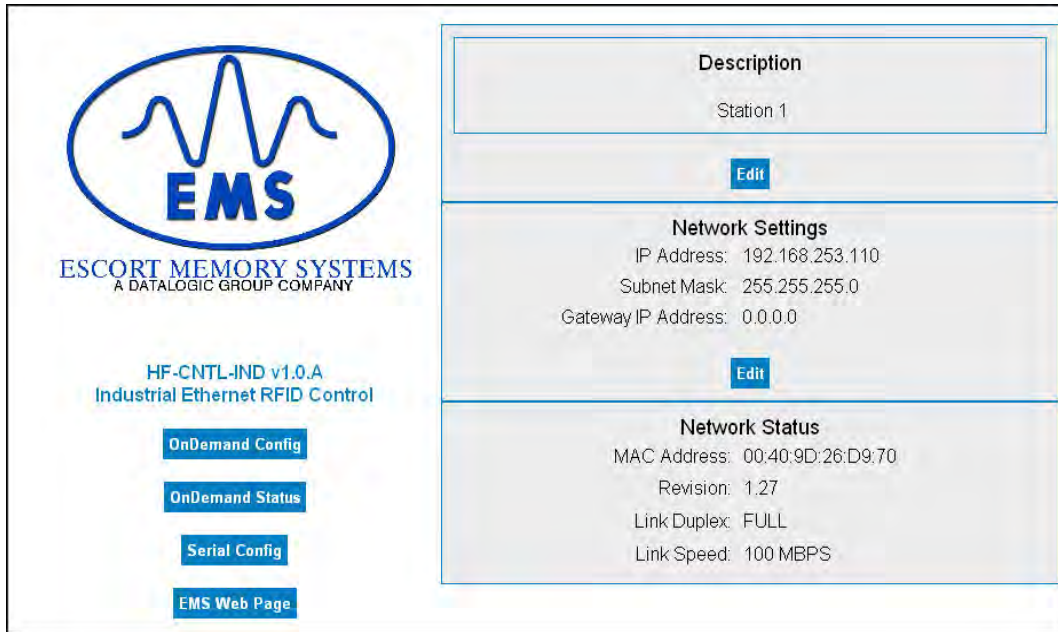 EMS
ESCORT MEMORY SYSTEMS
A DATALOGIC GROUP COMPANY
HF-CNTL-IND v1.0.A
Industrial Ethernet RFID Control
OnDemand Config
OnDemand Status
Serial Config
EMS Web Page
Description
Station 1
Edit
Network Settings
IP Address: 192.168.253.110
Subnet Mask: 255.255.255.0
Gateway IP Address: 0.0.0.0
Edit
Network Status
MAC Address: 00:40:9D:26:D9:70
Revision: 1.27
Link Duplex: FULL
Link Speed: 100 MBPS